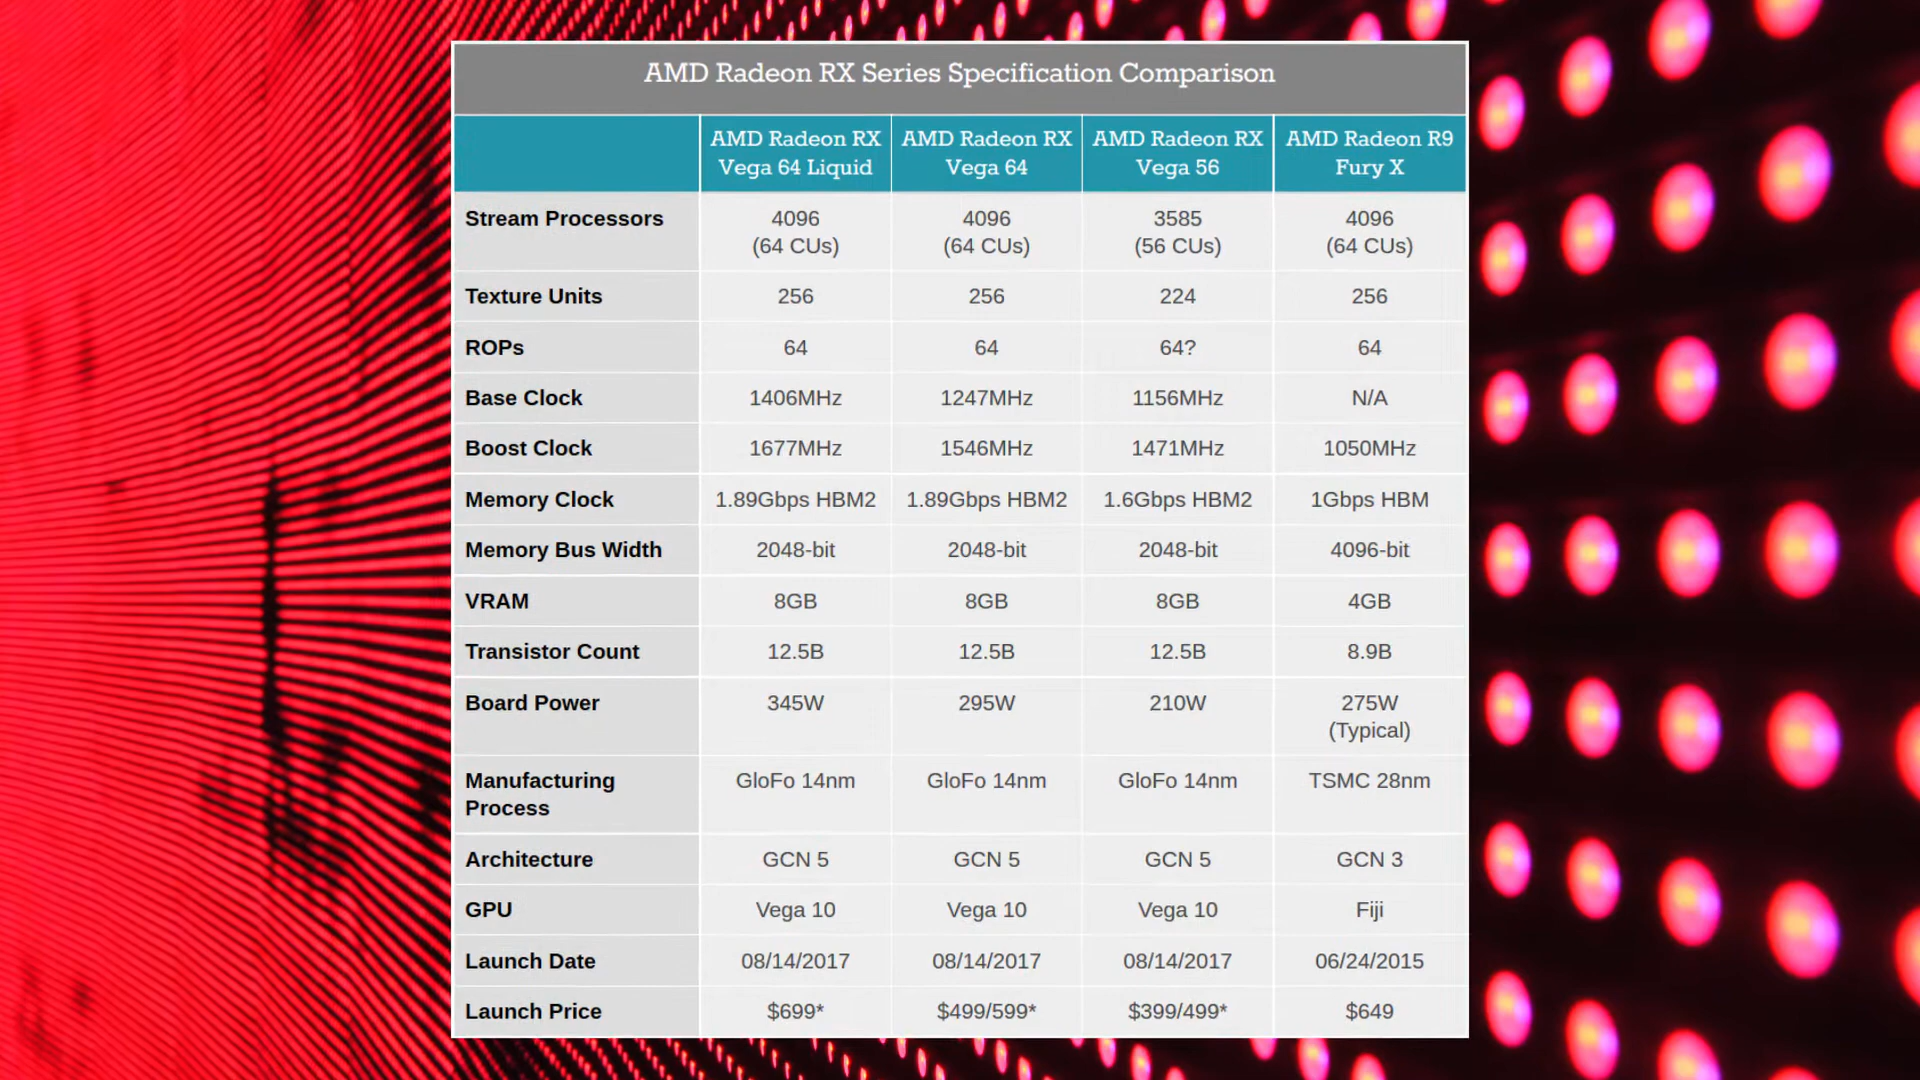 AMD Radeon RX Series Specification Comparison
AMD Radeon RX Vega 64 Liquid | AMD Radeon RX Vega 64 | AMD Radeon RX Vega 56 | AMD Radeon R9 Fury X
Stream Processors | 4096 (64 CUs) | 4096 (64 CUs) | 3585 (56 CUs) | 4096 (64 CUs)
Texture Units | 256 | 256 | 224 | 256
ROPs | 64 | 64 | 64? | 64
Base Clock | 1406MHz | 1247MHz | 1156MHz | N/A
Boost Clock | 1677MHz | 1546MHz | 1471MHz | 1050MHz
Memory Clock | 1.89Gbps HBM2 | 1.89Gbps HBM2 | 1.6Gbps HBM2 | 1Gbps HBM
Memory Bus Width | 2048-bit | 2048-bit | 2048-bit | 4096-bit
VRAM | 8GB | 8GB | 8GB | 4GB
Transistor Count | 12.5B | 12.5B | 12.5B | 8.9B
Board Power | 345W | 295W | 210W | 275W (Typical)
Manufacturing Process | GloFo 14nm | GloFo 14nm | GloFo 14nm | TSMC 28nm
Architecture | GCN 5 | GCN 5 | GCN 5 | GCN 3
GPU | Vega 10 | Vega 10 | Vega 10 | Fiji
Launch Date | 08/14/2017 | 08/14/2017 | 08/14/2017 | 06/24/2015
Launch Price | $699* | $499/599* | $399/499* | $649